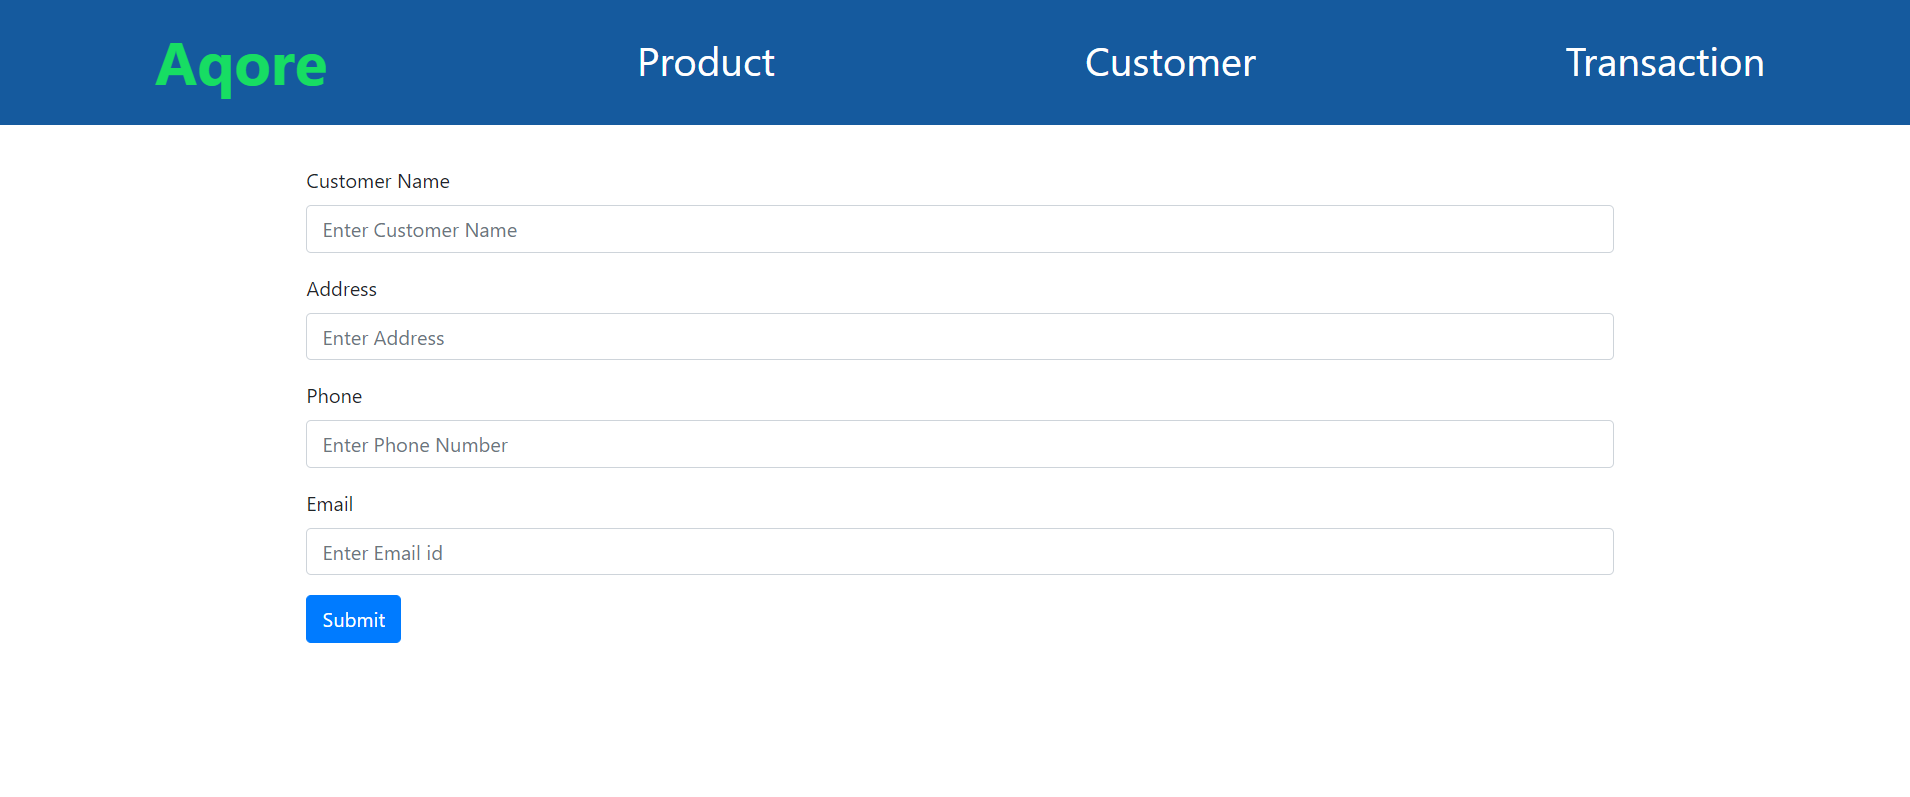 Aqore Product Customer Transaction
Customer Name
Enter Customer Name
Address
Enter Address
Phone
Enter Phone Number
Email
Enter Email id
Submit